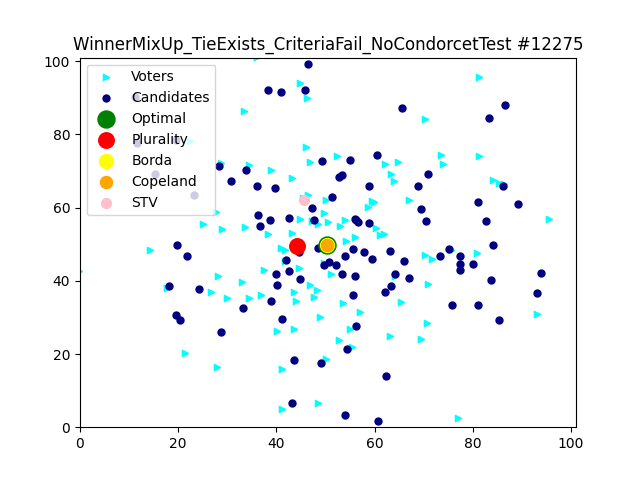 WinnerMixUp_TieExists_CriteriaFail_NoCondorcetTest #12275
Voters
Candidates
Optimal
Plurality
Borda
Copeland
STV
100
80
60
40
20
0
0 20 40 60 80 100